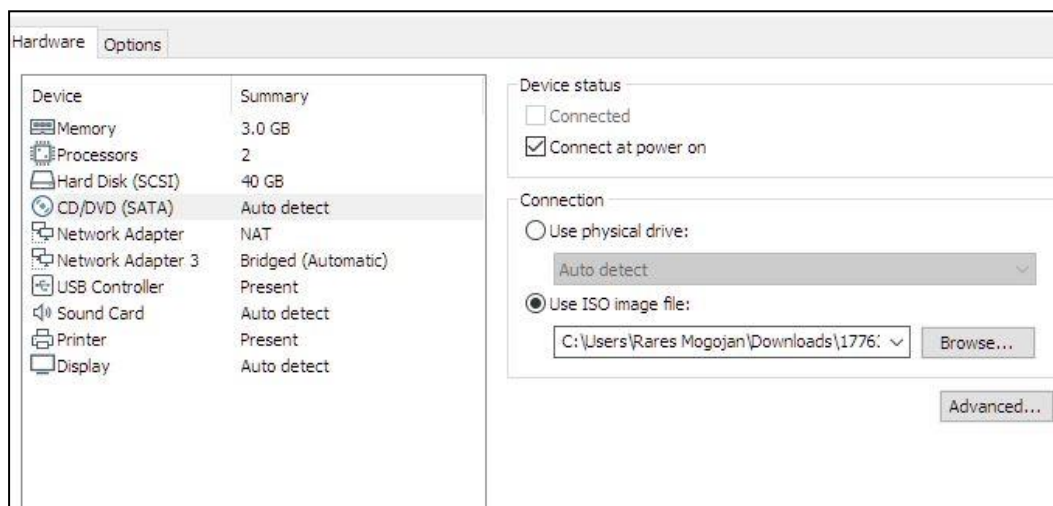 Hardware Options
Device Summary
Memory 3.0 GB
Processors 2
Hard Disk (SCSI) 40 GB
CD/DVD (SATA) Auto detect
Network Adapter NAT
Network Adapter 3 Bridged (Automatic)
USB Controller Present
Sound Card Auto detect
Printer Present
Display Auto detect
Device status
Connected
Connect at power on
Connection
Use physical drive:
Auto detect
Use ISO image file:
C:\Users\Rares Mogojan\Downloads\1776 Browse...
Advanced...